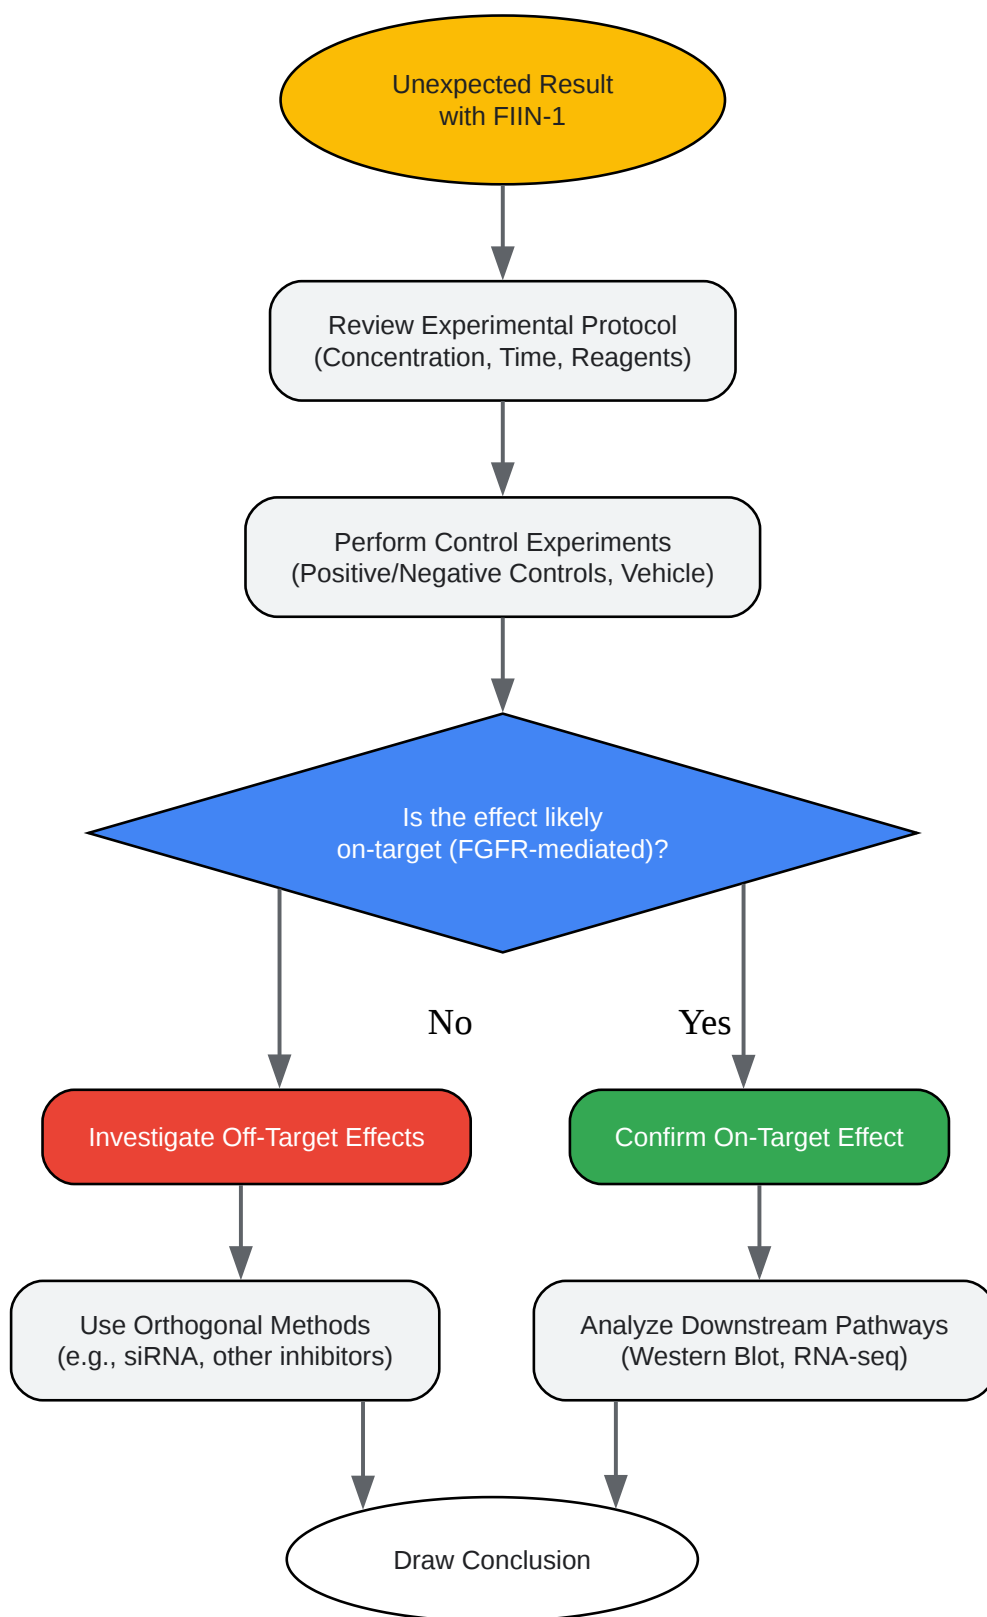 Unexpected Result
with FIIN-1
Review Experimental Protocol
(Concentration, Time, Reagents)
Perform Control Experiments
(Positive/Negative Controls, Vehicle)
Is the effect likely
on-target (FGFR-mediated)?
No
Yes
Investigate Off-Target Effects
Confirm On-Target Effect
Use Orthogonal Methods
(e.g., siRNA, other inhibitors)
Analyze Downstream Pathways
(Western Blot, RNA-seq)
Draw Conclusion